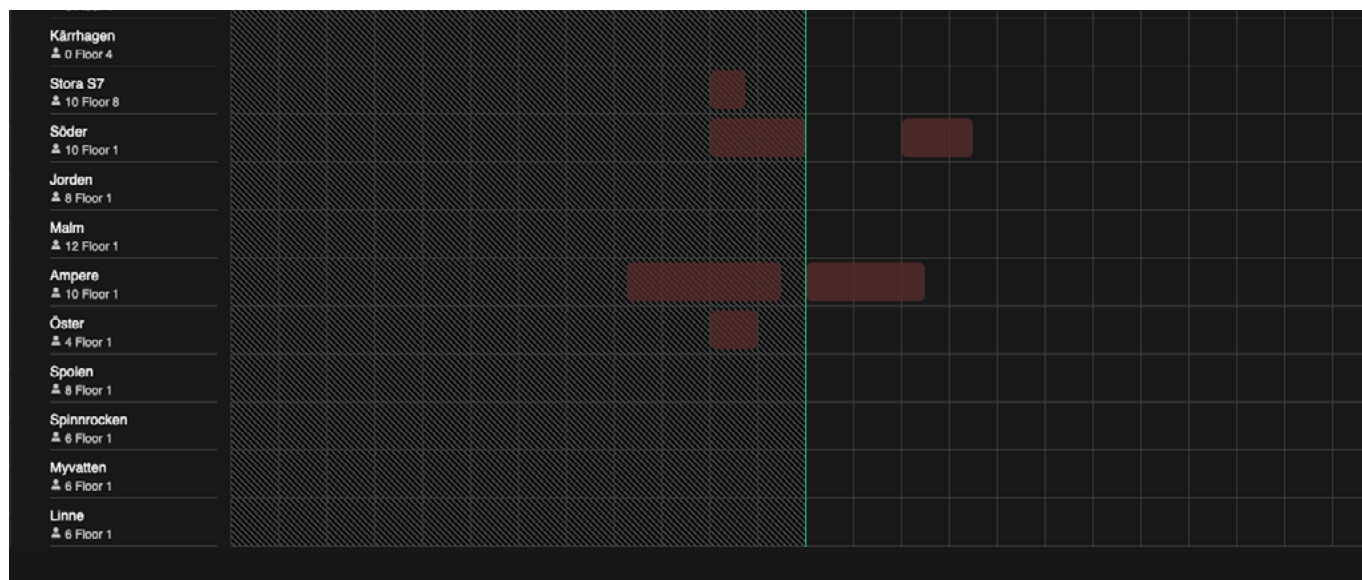 Kärrhagen
0 Floor 4
Stora S7
10 Floor 8
Söder
10 Floor 1
Jorden
8 Floor 1
Malm
12 Floor 1
Ampere
10 Floor 1
Öster
4 Floor 1
Spolen
8 Floor 1
Spinnrocken
6 Floor 1
Myvatten
6 Floor 1
Linne
6 Floor 1